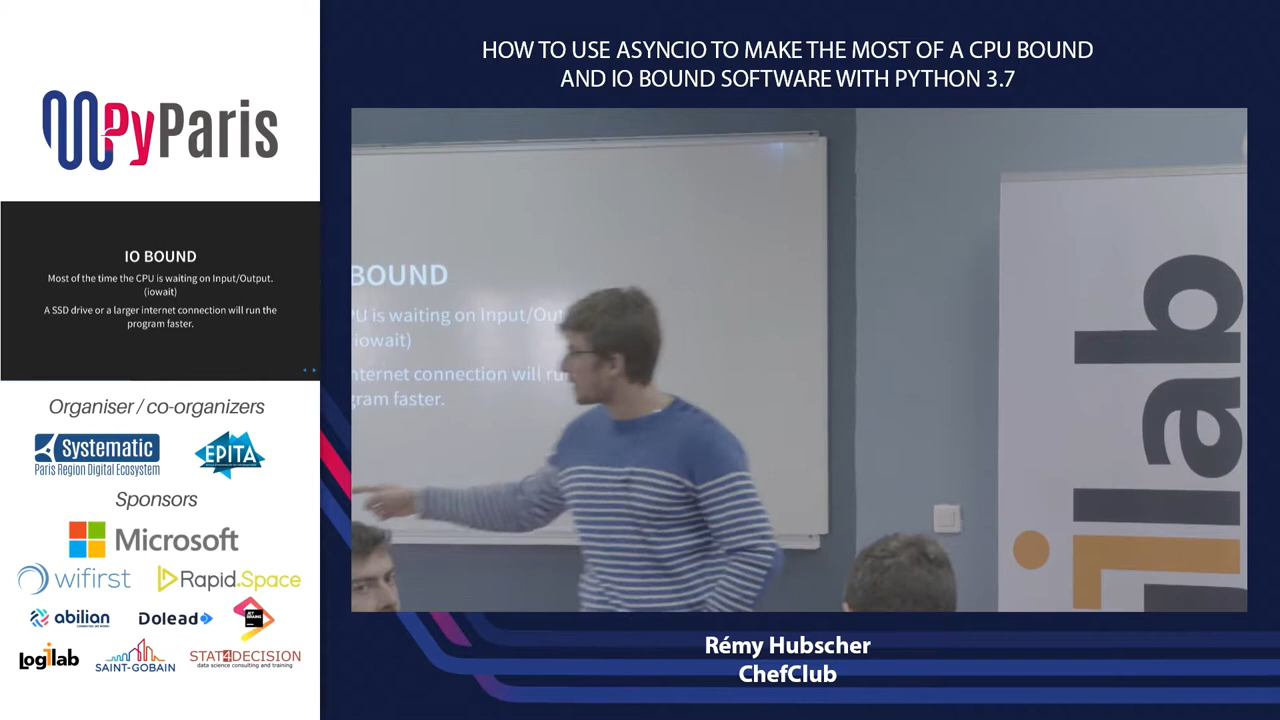 HOW TO USE ASYNCIO TO MAKE THE MOST OF A CPU BOUND
AND IO BOUND SOFTWARE WITH PYTHON 3.7
PyParis
IO BOUND
Most of the time the CPU is waiting on Input/Output.
(iowait)
A SSD drive or a larger internet connection will run the
program faster.
BOUND
PU is waiting on Input/Out
iowait)
nternet connection will ru
gram faster.
ilab
Organiser / co-organizers
Systematic
Paris Region Digital Ecosystem
EPITA
Sponsors
Microsoft
wifirst
Rapid.Space
abilian
Dolead
JET
BRAINS
Logilab
SAINT-GOBAIN
STAT4DECISION
data science consulting and training
Rémy Hubscher
ChefClub